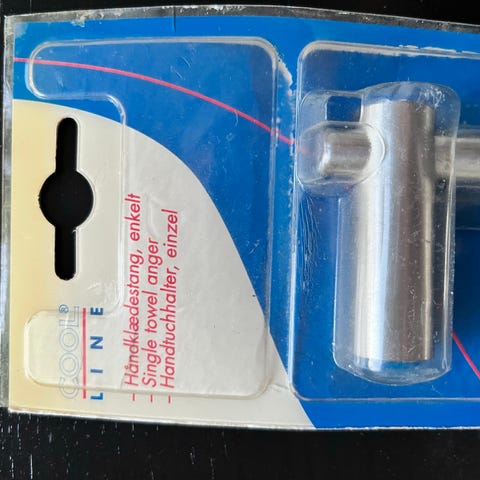 COOL®
LINE
– Håndklædestang, enkelt
– Single towel anger
– Handtuchhalter, einzel